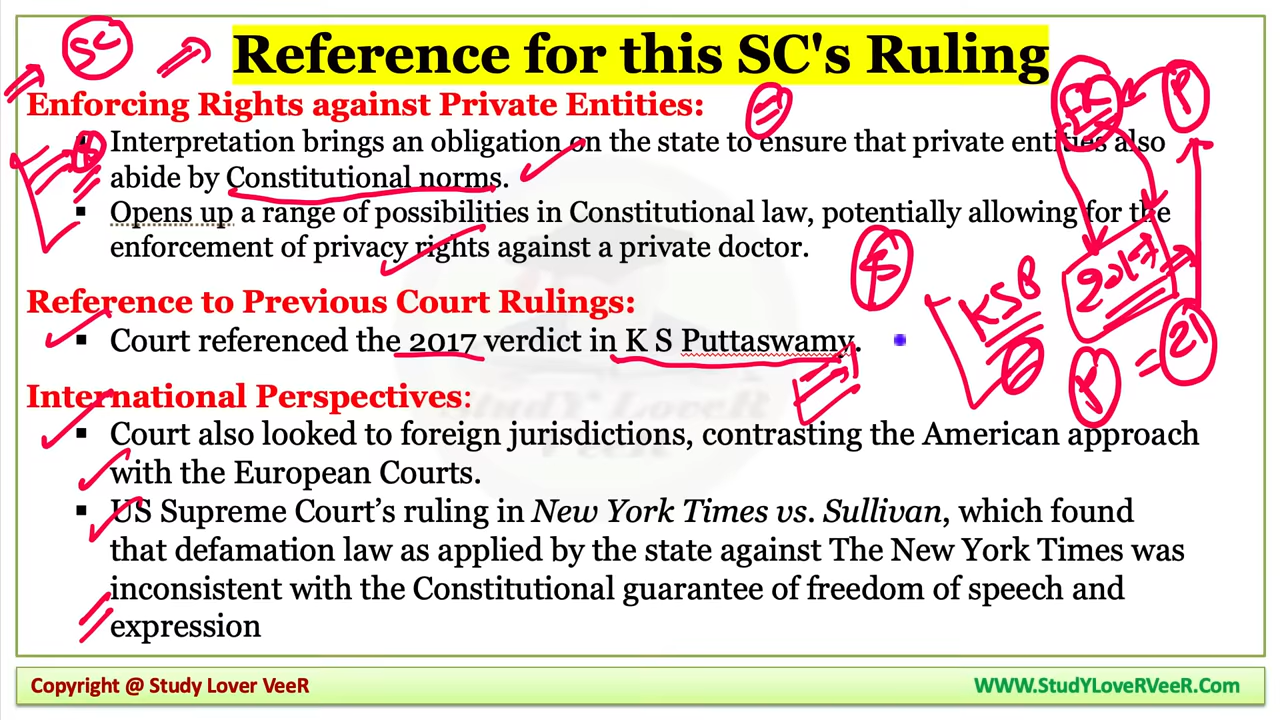 SC
Reference for this SC's Ruling
FR
P
Enforcing Rights against Private Entities:
▪ Interpretation brings an obligation on the state to ensure that private entities also
abide by Constitutional norms.
▪ Opens up a range of possibilities in Constitutional law, potentially allowing for the
enforcement of privacy rights against a private doctor.
2017
Reference to Previous Court Rulings:
▪ Court referenced the 2017 verdict in K S Puttaswamy.
P = 21
International Perspectives:
▪ Court also looked to foreign jurisdictions, contrasting the American approach
with the European Courts.
▪ US Supreme Court’s ruling in New York Times vs. Sullivan, which found
that defamation law as applied by the state against The New York Times was
inconsistent with the Constitutional guarantee of freedom of speech and
expression
StudY LoveR
VeeR
Copyright @ Study Lover VeeR
WWW.StudYLoveRVeeR.Com